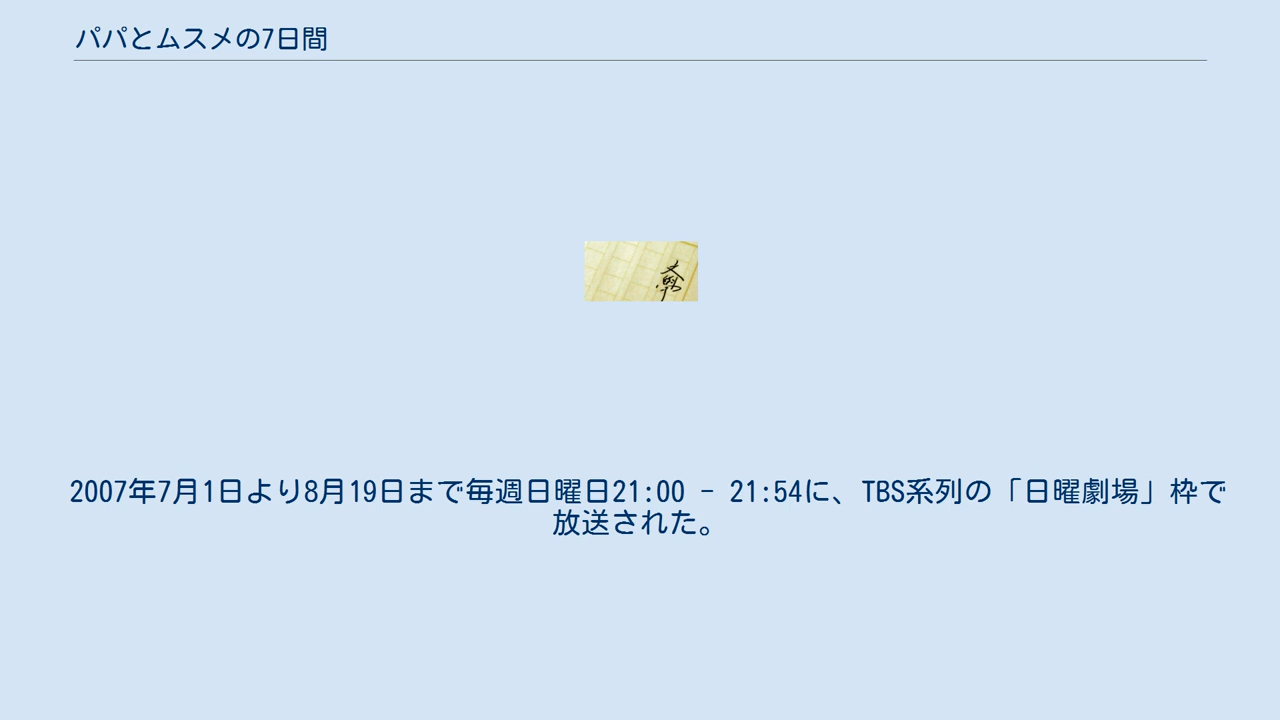 パパとムスメの7日間
2007年7月1日より8月19日まで毎週日曜日21:00 - 21:54に、TBS系列の「日曜劇場」枠で
放送された。